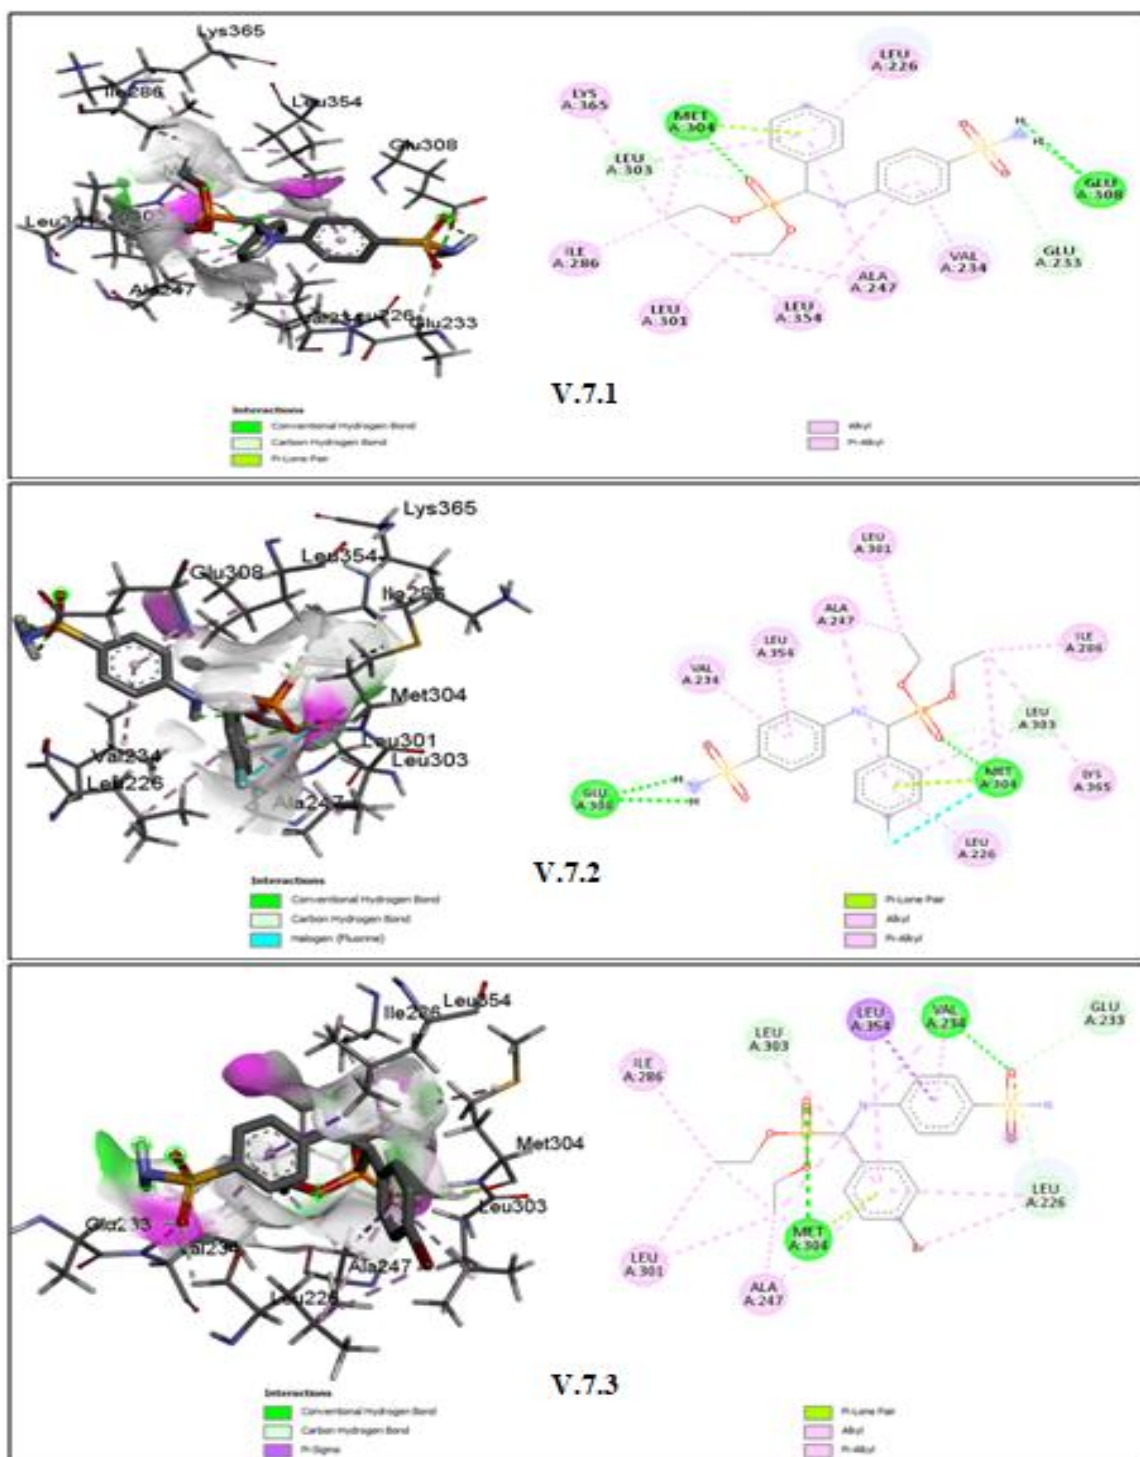 Lys365
Ile286
Leu354
Glu308
Ala247
Leu226
Glu233
LEU
A:226
LYS
A:365
MET
A:304
LEU
A:303
GLU
A:308
ILE
A:286
ALA
A:247
VAL
A:234
GLU
A:233
LEU
A:301
LEU
A:354
V.7.1
Interactions
Conventional Hydrogen Bond
Carbon Hydrogen Bond
Pi-Lone Pair
Alkyl
Pi-Alkyl
Lys365
Leu354
Glu308
Met304
Leu301
Leu303
Val234
Leu226
Ala247
LEU
A:301
ALA
A:247
LEU
A:354
ILE
A:286
VAL
A:234
LEU
A:303
GLU
A:308
MET
A:304
LYS
A:365
LEU
A:226
V.7.2
Interactions
Conventional Hydrogen Bond
Carbon Hydrogen Bond
Halogen (Fluorine)
Pi-Lone Pair
Alkyl
Pi-Alkyl
Leu354
Met304
Leu303
Ala247
Leu226
LEU
A:354
VAL
A:234
GLU
A:233
LEU
A:303
ILE
A:286
LEU
A:226
MET
A:304
LEU
A:301
ALA
A:247
V.7.3
Interactions
Conventional Hydrogen Bond
Carbon Hydrogen Bond
Pi-Sigma
Pi-Lone Pair
Alkyl
Pi-Alkyl